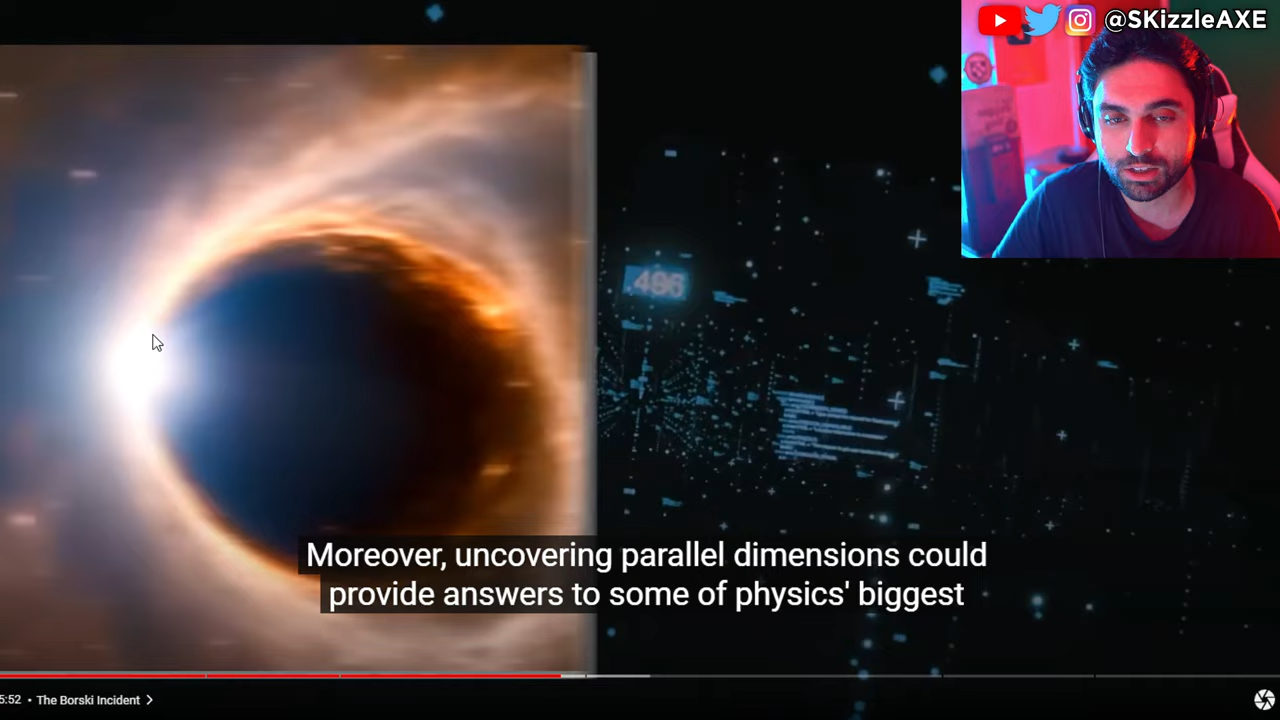 @SKizzleAXE
486
Moreover, uncovering parallel dimensions could
provide answers to some of physics' biggest
5:52 • The Borski Incident